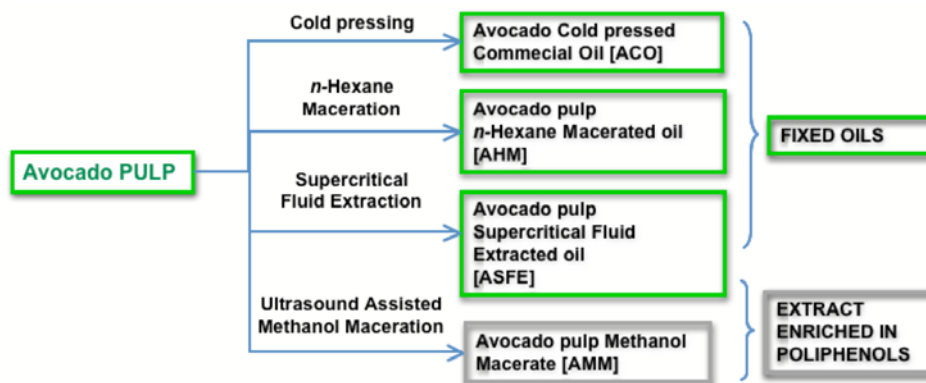 Cold pressing
Avocado Cold pressed
Commecial Oil [ACO]
n-Hexane
Maceration
Avocado pulp
n-Hexane Macerated oil
[AHM]
FIXED OILS
Avocado PULP
Supercritical
Fluid Extraction
Avocado pulp
Supercritical Fluid
Extracted oil
[ASFE]
Ultrasound Assisted
Methanol Maceration
Avocado pulp Methanol
Macerate [AMM]
EXTRACT
ENRICHED IN
POLIPHENOLS